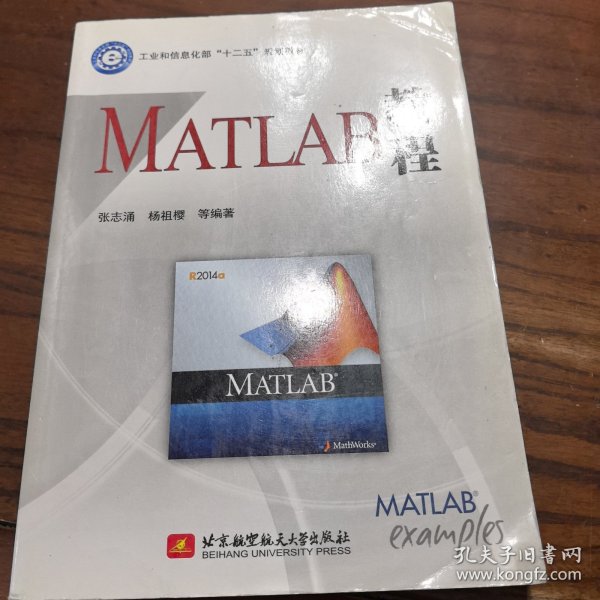 工业和信息化部“十二五”规划教材
MATLAB教程
张志涌 杨祖樱 等编著
R2014a
MATLAB®
MathWorks®
MATLAB®
examples
北京航空航天大学出版社
BEIHANG UNIVERSITY PRESS
孔夫子旧书网
www.kongfz.com